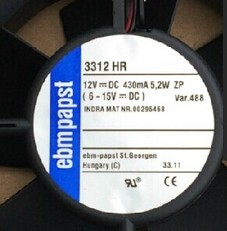 ebmpapst
3312 HR
12V ⎓ DC 430mA 5,2W ZP
( 6 - 15V ⎓ DC ) Var.488
INDRA MAT NR.00295458
ebm-papst St.Georgen
Hungary (C) 33.11